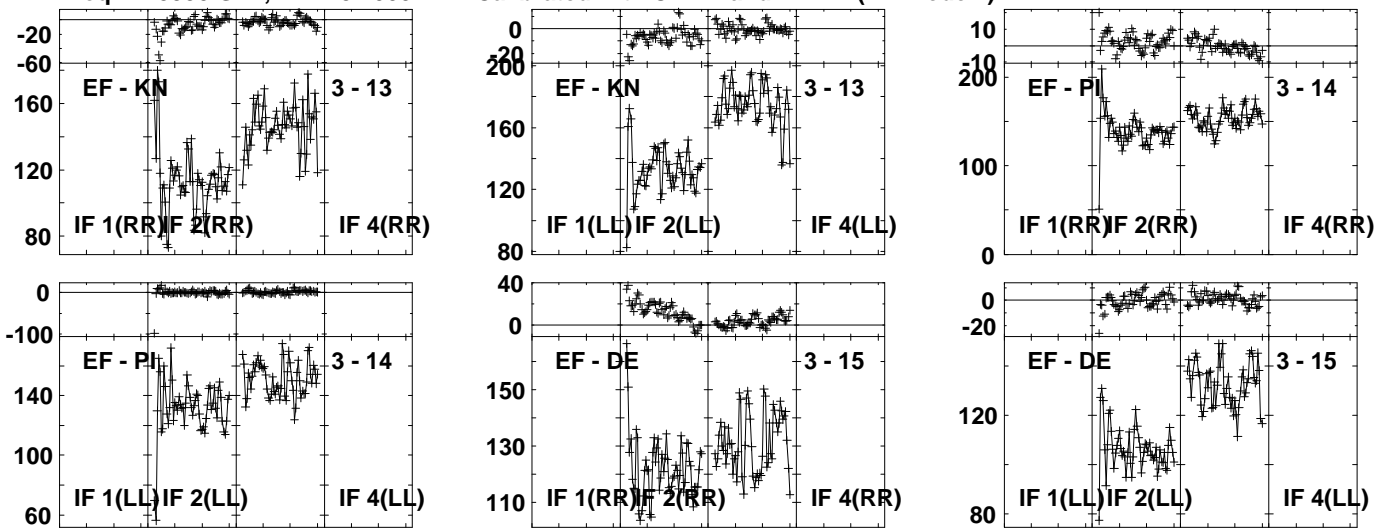 -20
-60
160
120
80
EF - KN
3 - 13
IF 1(RR)
IF 2(RR)
IF 4(RR)
0
-20
200
160
120
80
EF - KN
3 - 13
IF 1(LL)
IF 2(LL)
IF 4(LL)
10
-10
200
100
0
EF - PI
3 - 14
IF 1(RR)
IF 2(RR)
IF 4(RR)
0
-100
140
100
60
EF - PI
3 - 14
IF 1(LL)
IF 2(LL)
IF 4(LL)
40
0
150
130
110
EF - DE
3 - 15
IF 1(RR)
IF 2(RR)
IF 4(RR)
0
-20
120
80
EF - DE
3 - 15
IF 1(LL)
IF 2(LL)
IF 4(LL)